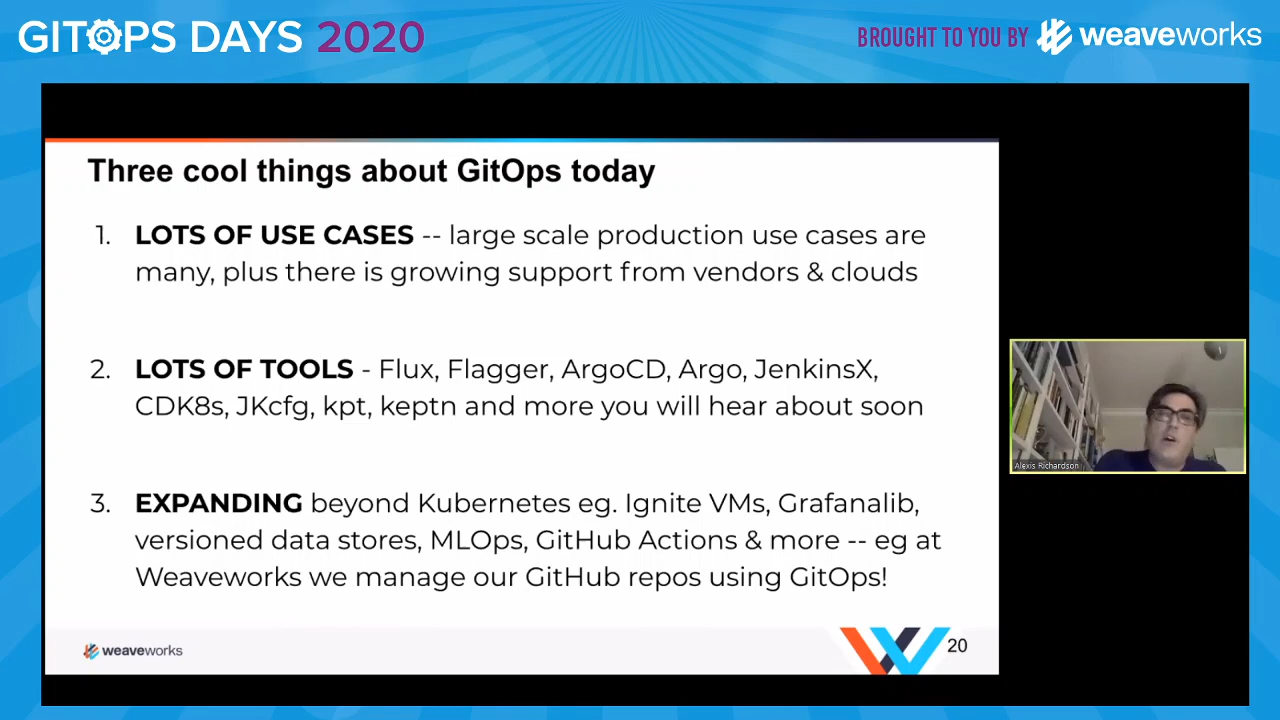 GITOPS DAYS 2020
BROUGHT TO YOU BY weaveworks
Three cool things about GitOps today
1. LOTS OF USE CASES -- large scale production use cases are
many, plus there is growing support from vendors & clouds
2. LOTS OF TOOLS - Flux, Flagger, ArgoCD, Argo, JenkinsX,
CDK8s, JKcfg, kpt, keptn and more you will hear about soon
3. EXPANDING beyond Kubernetes eg. Ignite VMs, Grafanalib,
versioned data stores, MLOps, GitHub Actions & more -- eg at
Weaveworks we manage our GitHub repos using GitOps!
weaveworks
20
Alexis Richardson